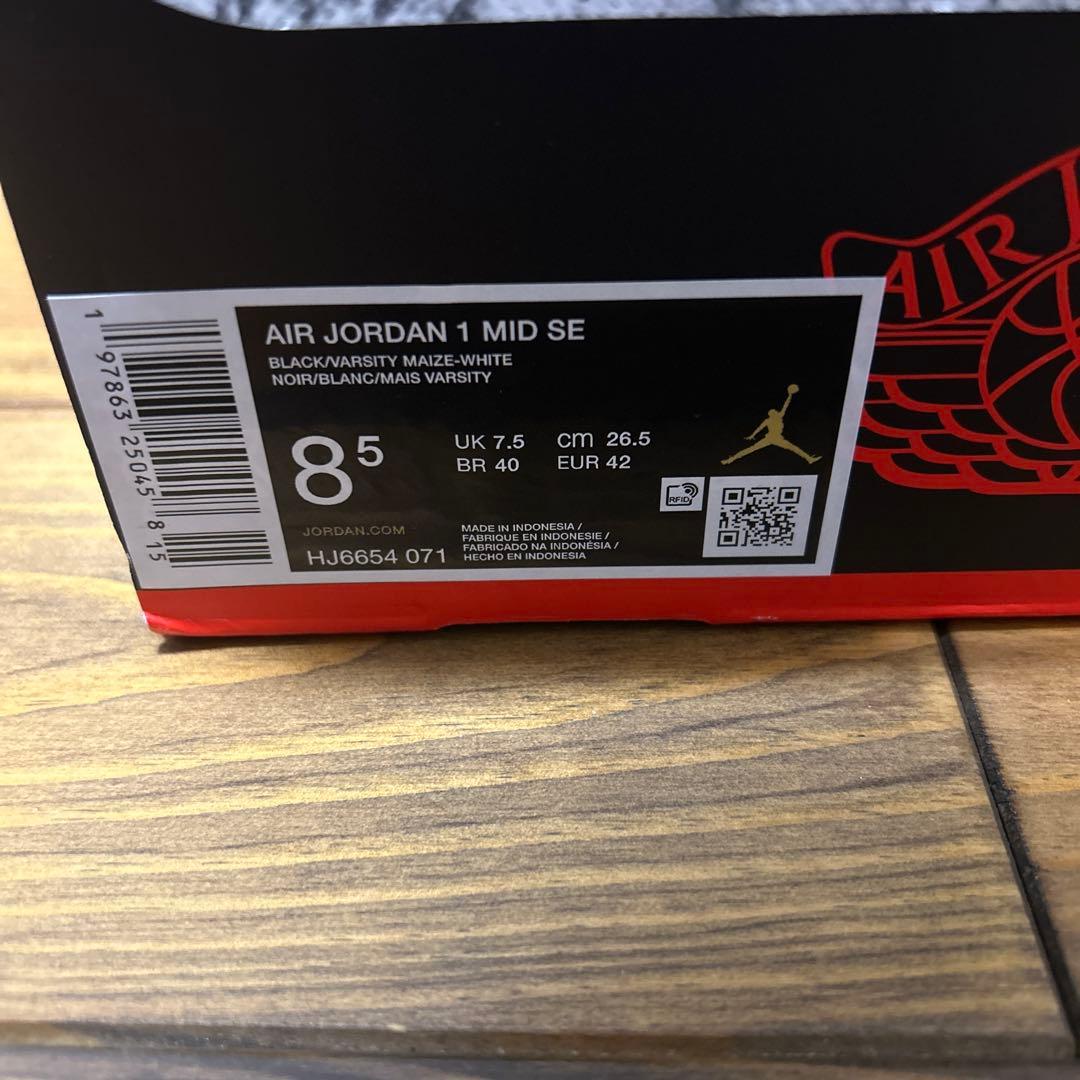 AIR J
AIR JORDAN 1 MID SE
BLACK/VARSITY MAIZE-WHITE
NOIR/BLANC/MAIS VARSITY
8 5
UK 7.5 cm 26.5
BR 40 EUR 42
RFID
JORDAN.COM
HJ6654 071
MADE IN INDONESIA /
FABRIQUE EN INDONESIE /
FABRICADO NA INDONÉSIA /
HECHO EN INDONESIA
1 97863 25045 8 15